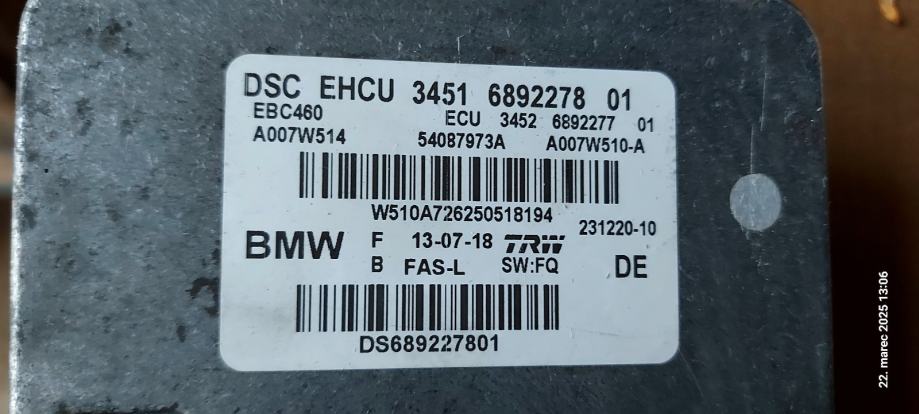 DSC EHCU 3451 6892278 01
EBC460 ECU 3452 6892277 01
A007W514 54087973A A007W510-A
W510A726250518194
231220-10
BMW F 13-07-18 TRW
B FAS-L SW:FQ DE
DS689227801
22. marec 2025 13:06